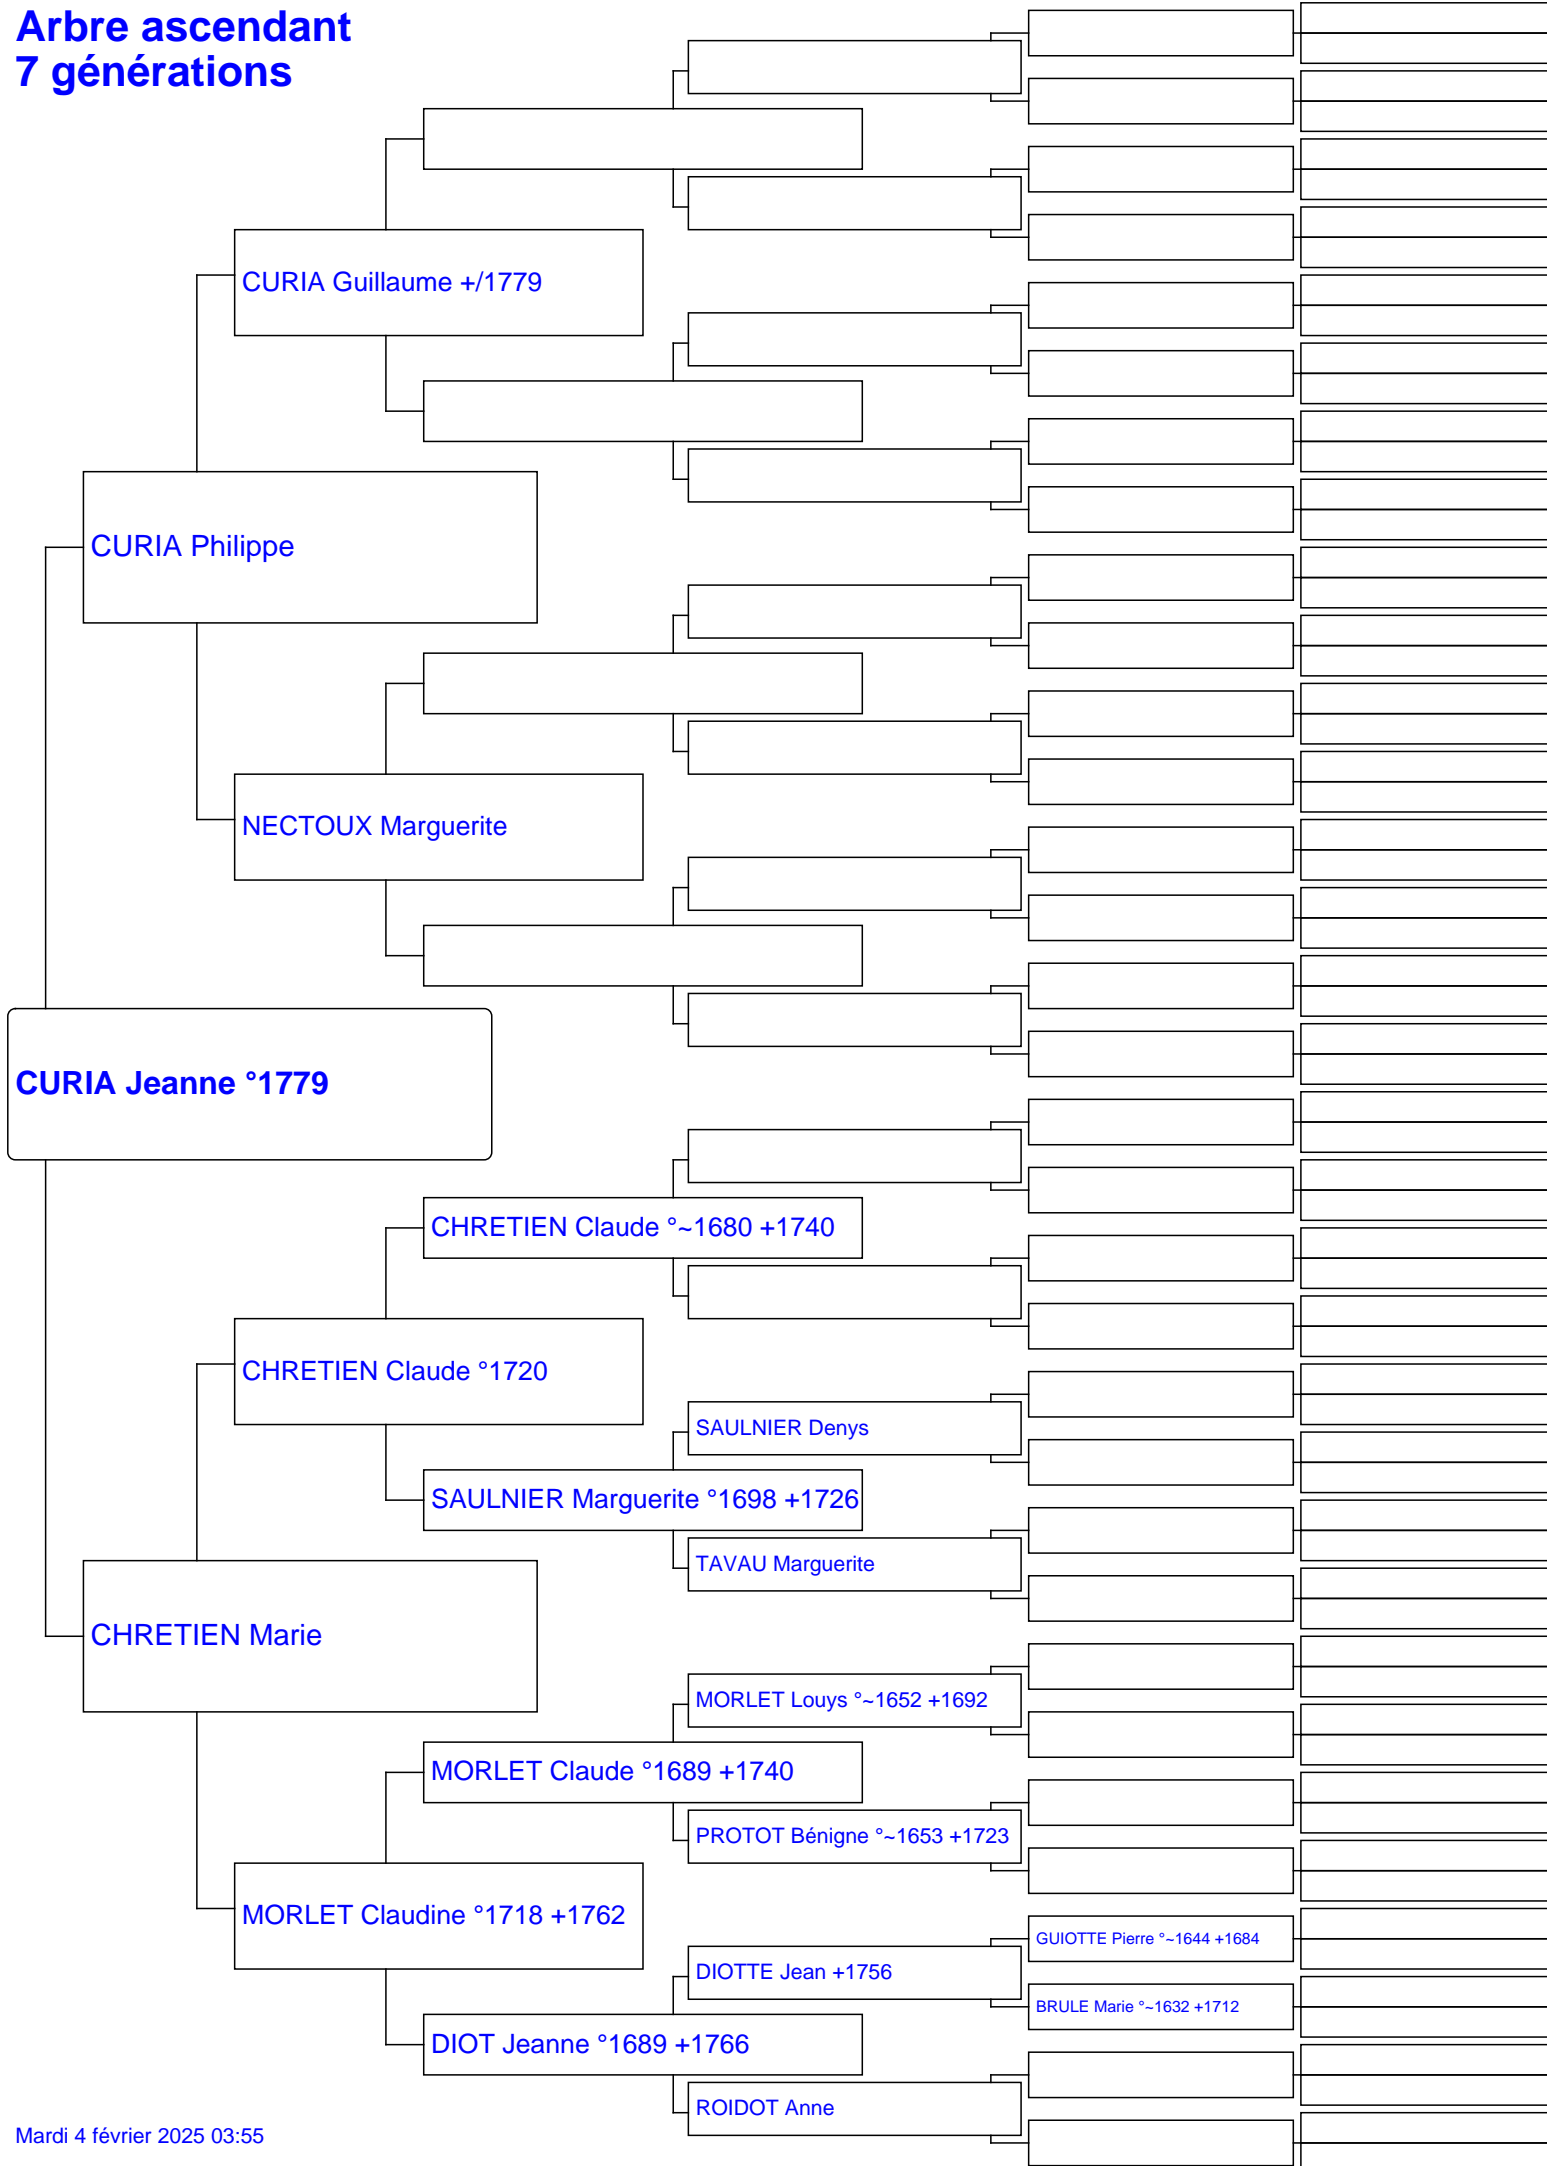 Arbre ascendant
7 générations
CURIA Guillaume +/1779
CURIA Philippe
NECTOUX Marguerite
CURIA Jeanne °1779
CHRETIEN Claude °~1680 +1740
CHRETIEN Claude °1720
SAULNIER Denys
SAULNIER Marguerite °1698 +1726
TAVAU Marguerite
CHRETIEN Marie
MORLET Louys °~1652 +1692
MORLET Claude °1689 +1740
PROTOT Bénigne °~1653 +1723
MORLET Claudine °1718 +1762
GUIOTTE Pierre °~1644 +1684
DIOTTE Jean +1756
BRULE Marie °~1632 +1712
DIOT Jeanne °1689 +1766
ROIDOT Anne
Mardi 4 février 2025 03:55